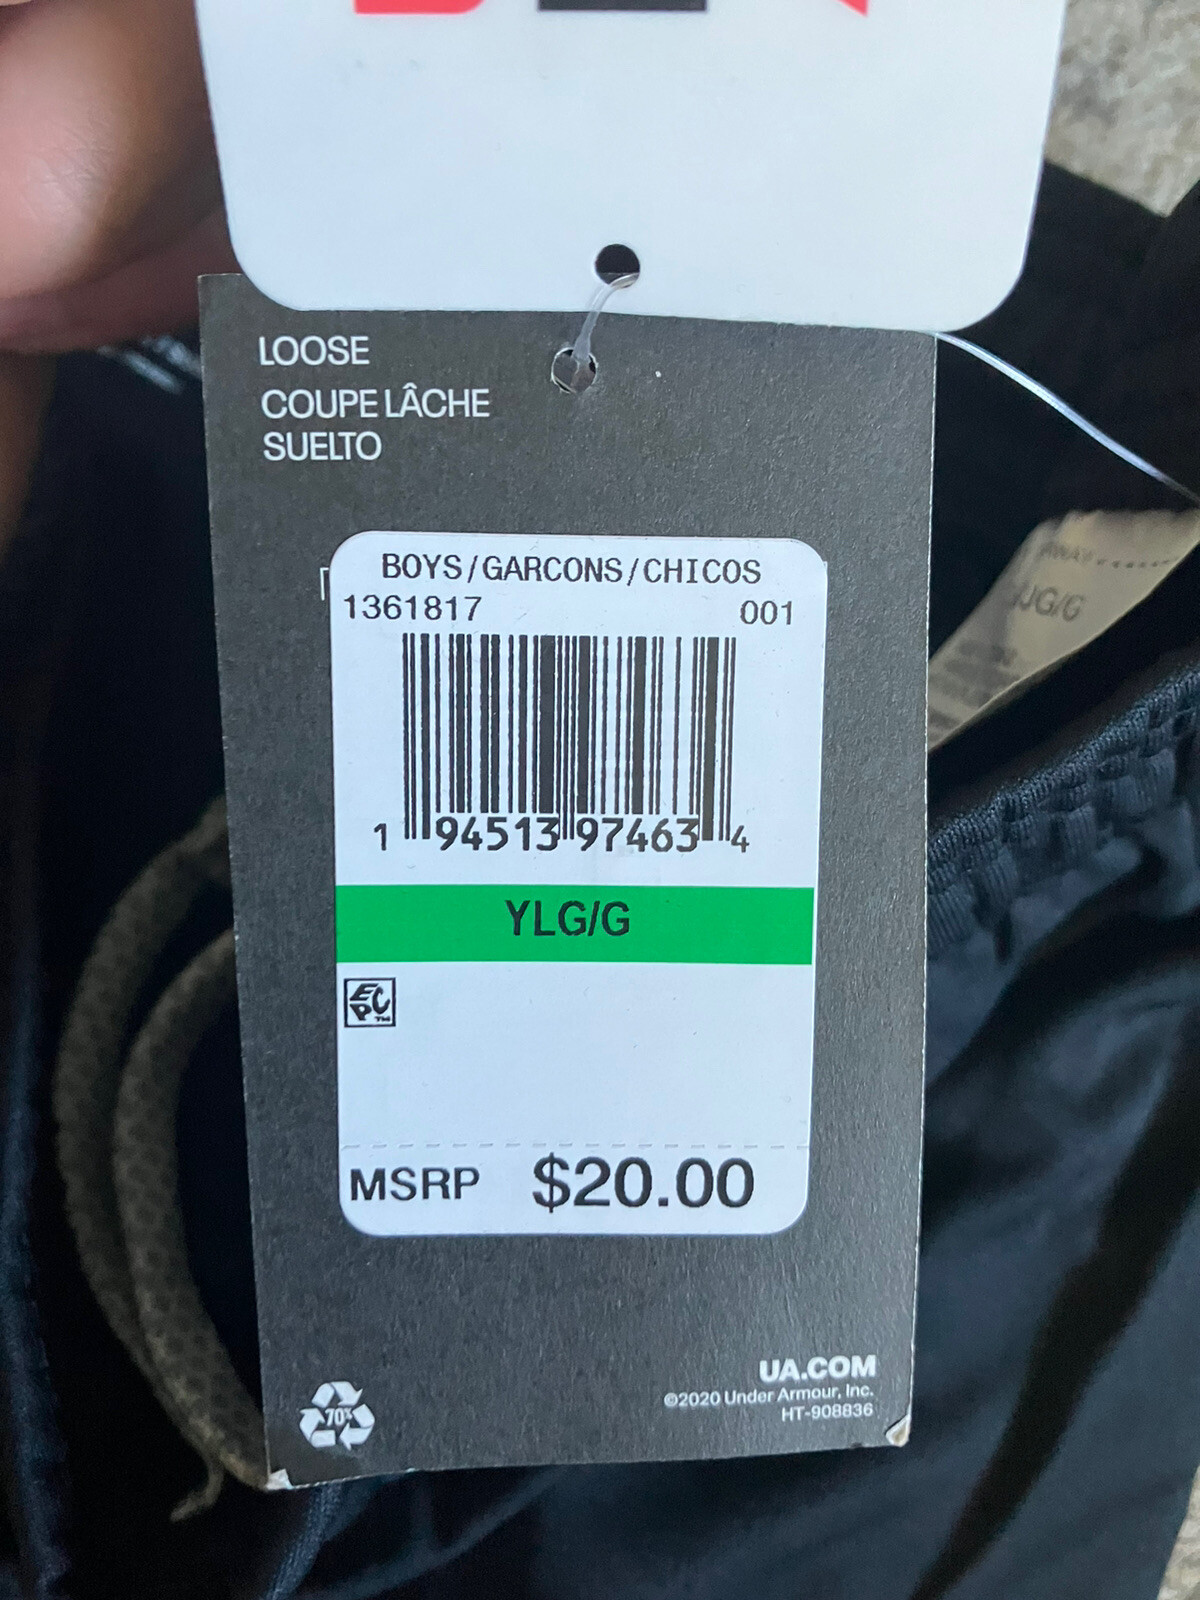 LOOSE
COUPE LÂCHE
SUELTO
BOYS/GARCONS/CHICOS
1361817 001
1 94513 97463 4
YLG/G
EPC™
MSRP $20.00
70%
UA.COM
©2020 Under Armour, Inc.
HT-908836